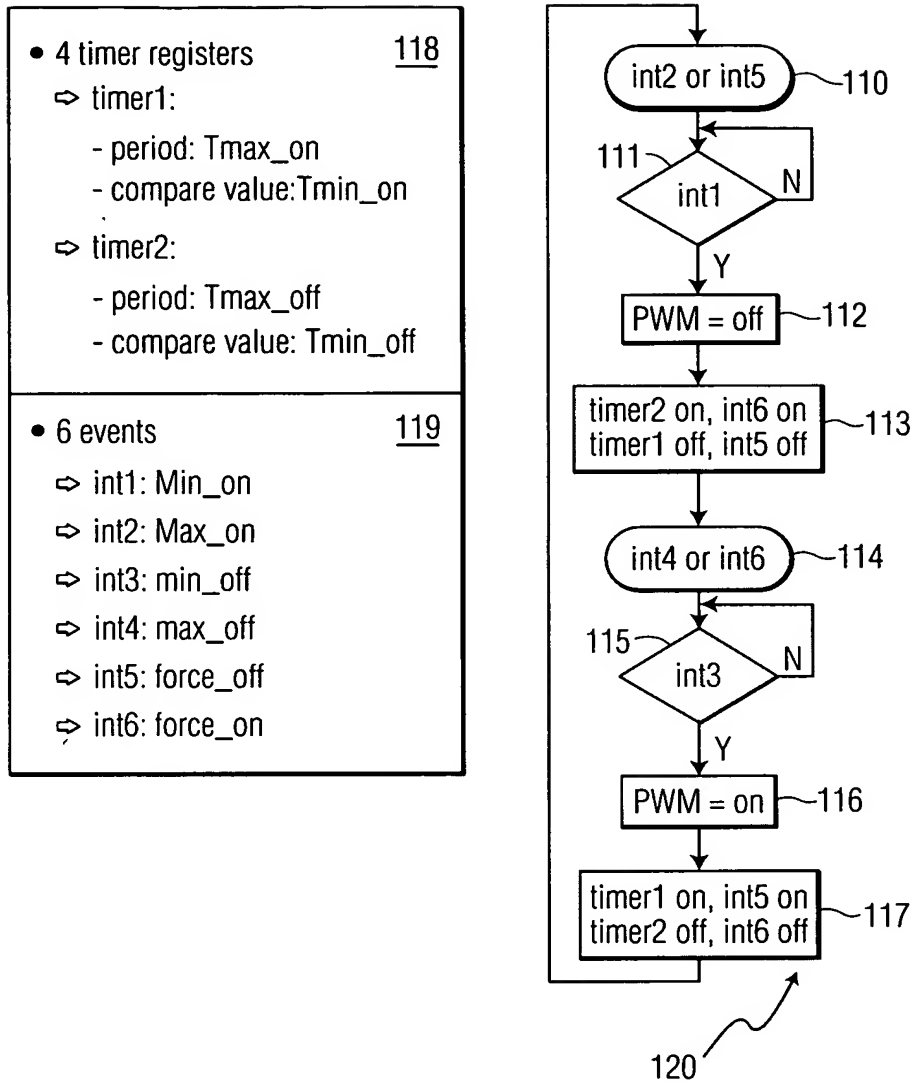 • 4 timer registers 118
⇨ timer1:
- period: Tmax_on
- compare value:Tmin_on
⇨ timer2:
- period: Tmax_off
- compare value: Tmin_off
• 6 events 119
⇨ int1: Min_on
⇨ int2: Max_on
⇨ int3: min_off
⇨ int4: max_off
⇨ int5: force_off
⇨ int6: force_on
int2 or int5
110
111
int1
N
Y
PWM = off
112
timer2 on, int6 on
timer1 off, int5 off
113
int4 or int6
114
115
int3
N
Y
PWM = on
116
timer1 on, int5 on
timer2 off, int6 off
117
120